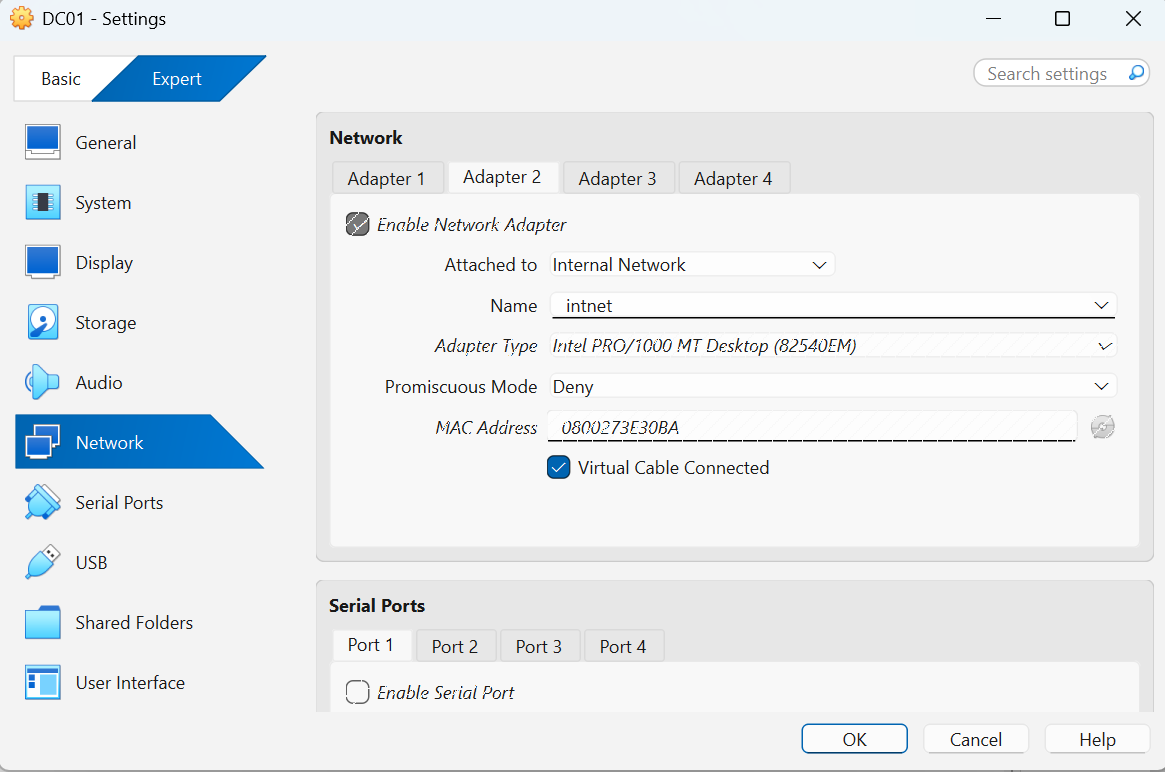 DC01 - Settings
Basic
Expert
Search settings
General
System
Display
Storage
Audio
Network
Serial Ports
USB
Shared Folders
User Interface
Network
Adapter 1
Adapter 2
Adapter 3
Adapter 4
Enable Network Adapter
Attached to Internal Network
Name intnet
Adapter Type Intel PRO/1000 MT Desktop (82540EM)
Promiscuous Mode Deny
MAC Address 0800273E30BA
Virtual Cable Connected
Serial Ports
Port 1
Port 2
Port 3
Port 4
Enable Serial Port
OK
Cancel
Help